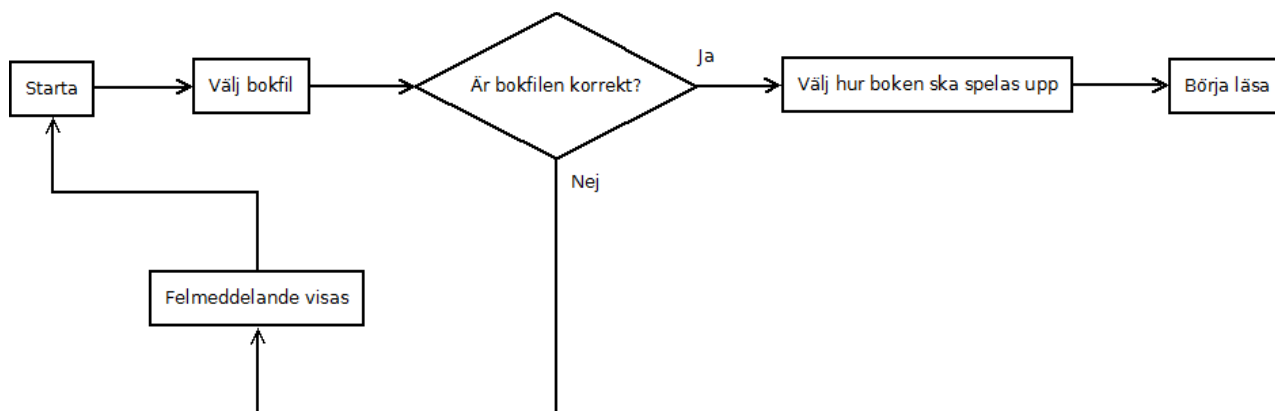 Starta
Välj bokfil
Är bokfilen korrekt?
Ja
Välj hur boken ska spelas upp
Börja läsa
Nej
Felmeddelande visas